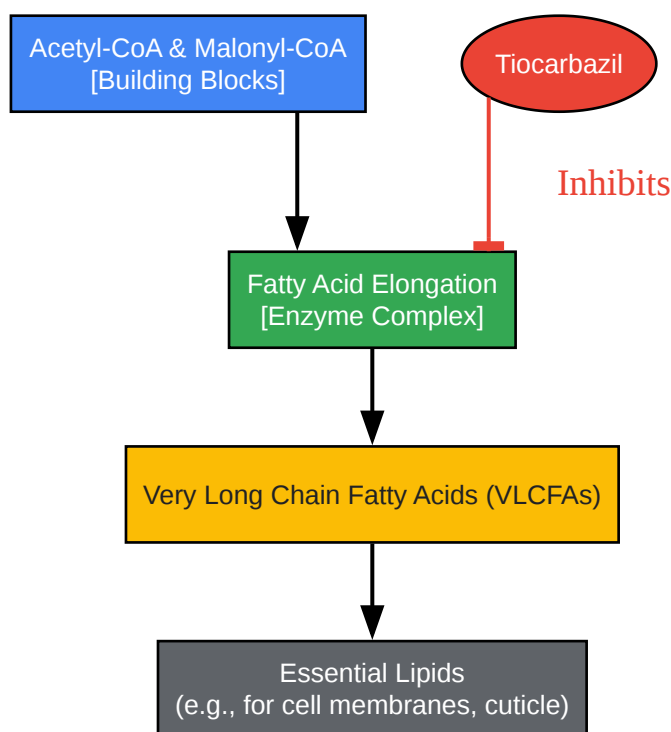 Acetyl-CoA & Malonyl-CoA
[Building Blocks]
Tiocarbazil
Inhibits
Fatty Acid Elongation
[Enzyme Complex]
Very Long Chain Fatty Acids (VLCFAs)
Essential Lipids
(e.g., for cell membranes, cuticle)